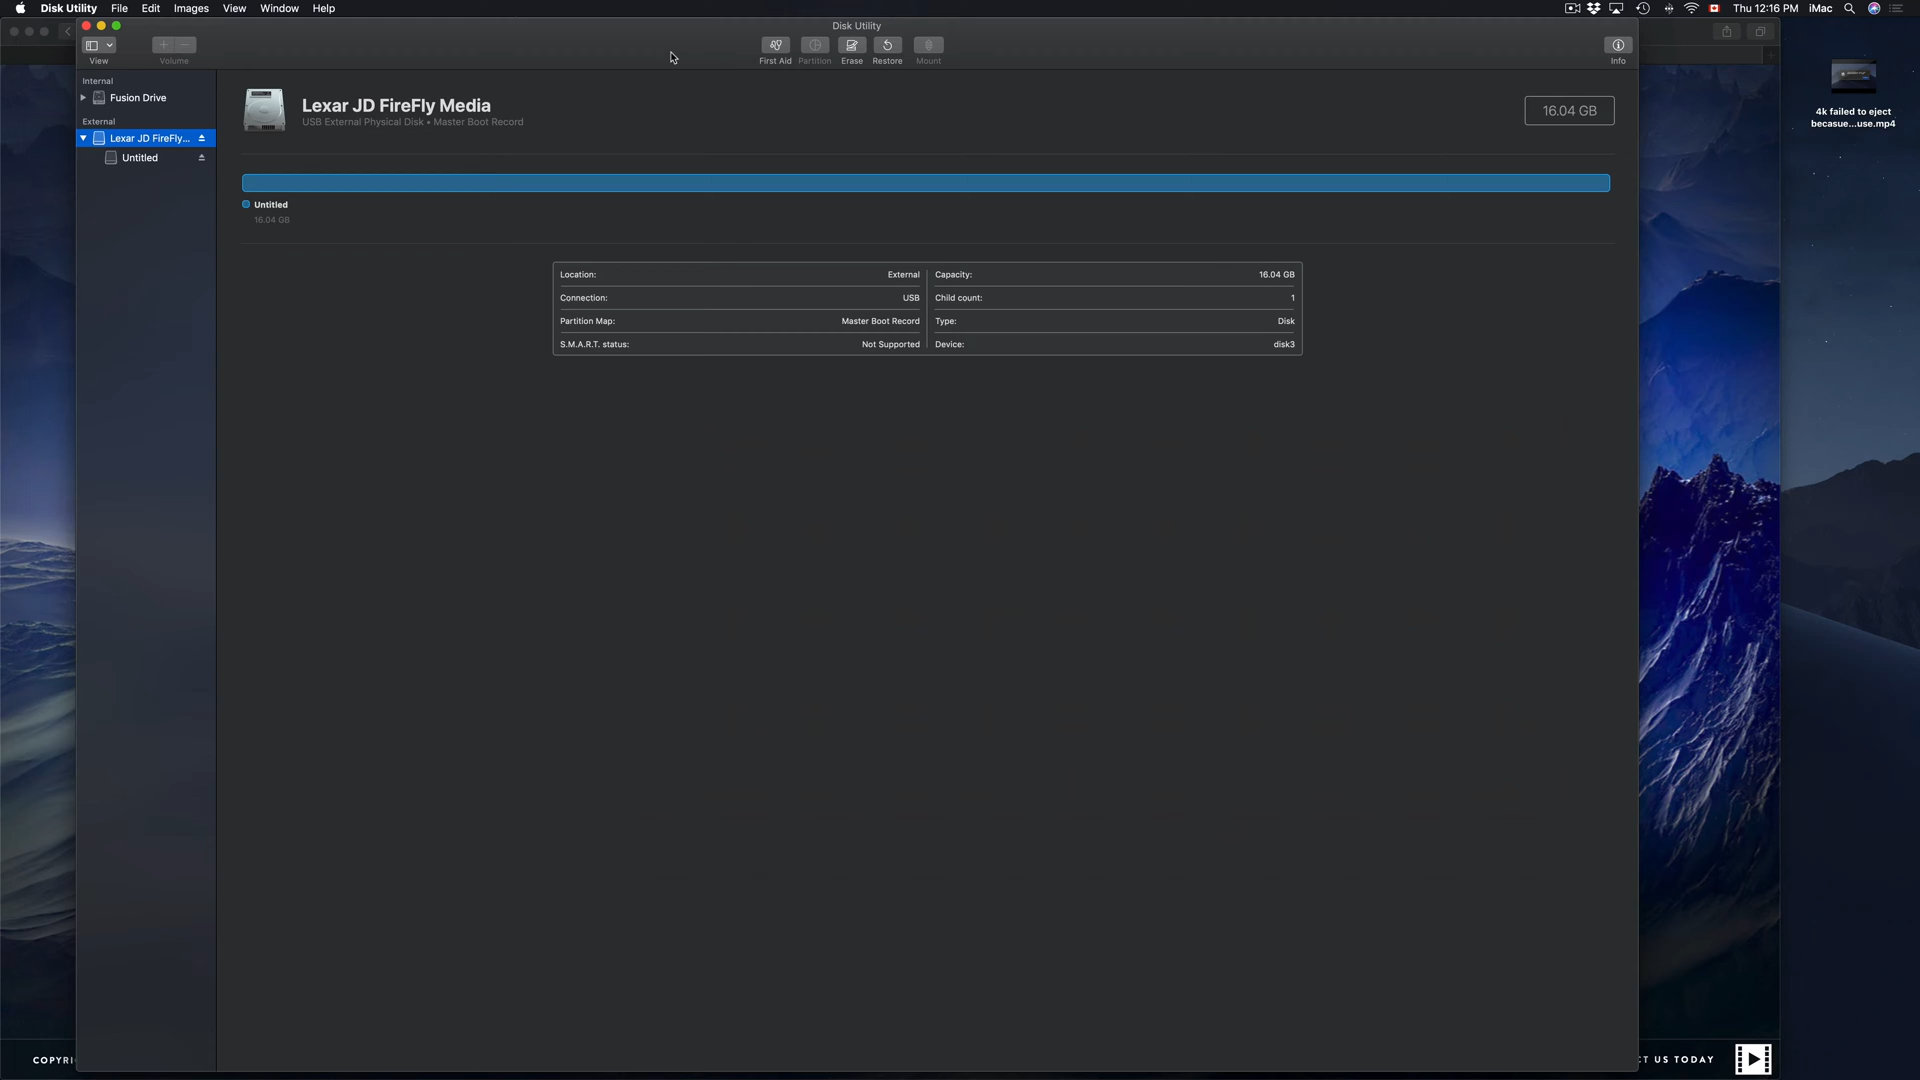 Disk Utility File Edit Images View Window Help Thu 12:16 PM iMac
Disk Utility
View Volume First Aid Partition Erase Restore Mount Info
Internal
Fusion Drive
External
Lexar JD FireFly...
Untitled
Lexar JD FireFly Media
USB External Physical Disk • Master Boot Record
16.04 GB
Untitled
16.04 GB
Location: External Capacity: 16.04 GB
Connection: USB Child count: 1
Partition Map: Master Boot Record Type: Disk
S.M.A.R.T. status: Not Supported Device: disk3
4k failed to eject
becasue...use.mp4
COPYRI
T US TODAY